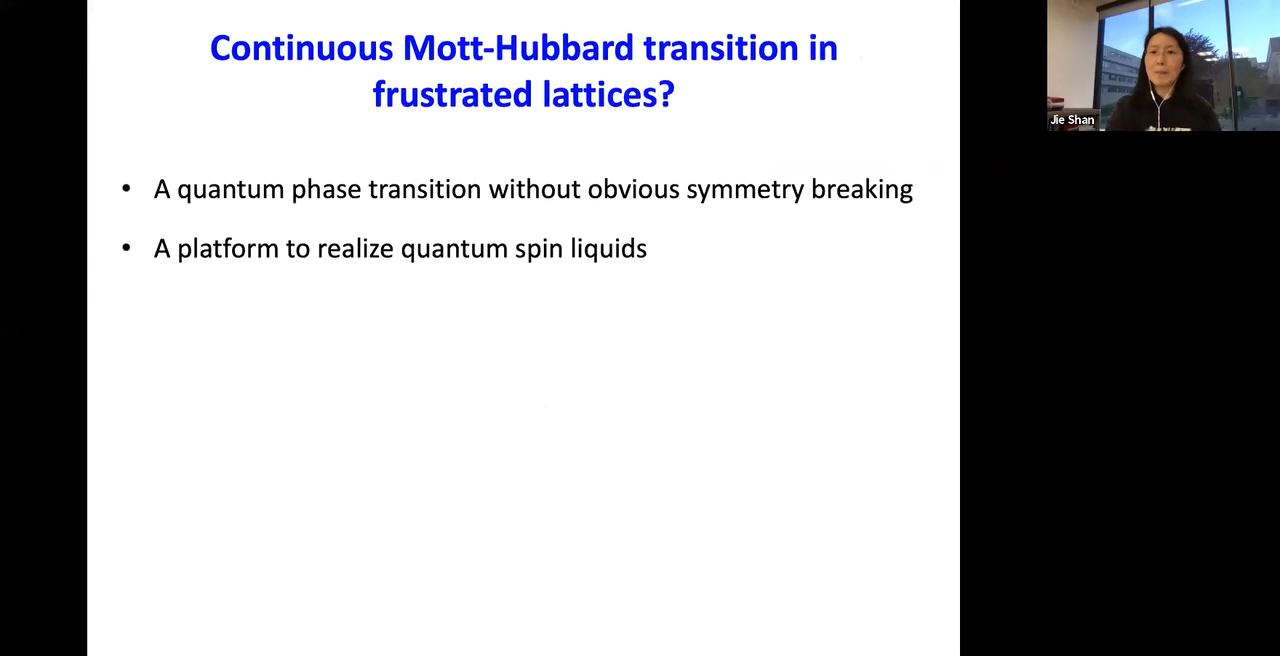 Continuous Mott-Hubbard transition in
frustrated lattices?
• A quantum phase transition without obvious symmetry breaking
• A platform to realize quantum spin liquids
Jie Shan